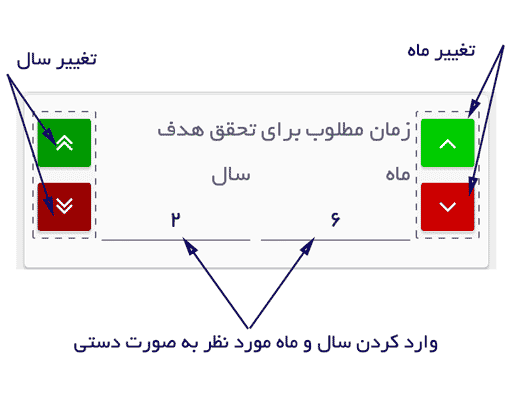 تغییر ماه
تغییر سال
زمان مطلوب برای تحقق هدف
ماه
سال
۶
۲
وارد کردن سال و ماه مورد نظر به صورت دستی